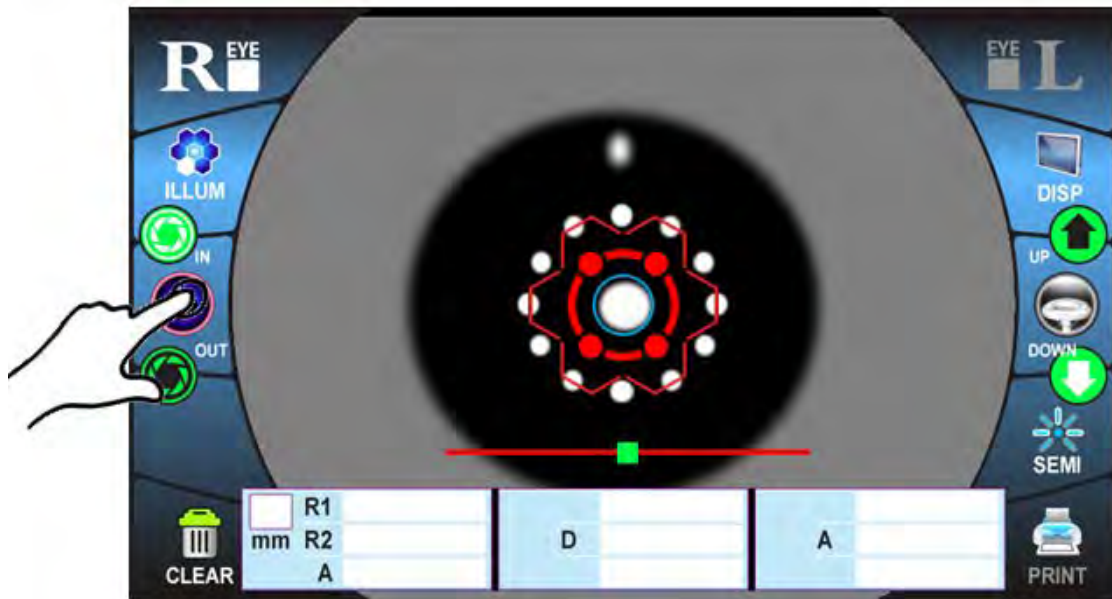 R EYE
EYE L
ILLUM
DISP
IN
UP
OUT
DOWN
SEMI
R1
mm R2
D
A
A
CLEAR
PRINT